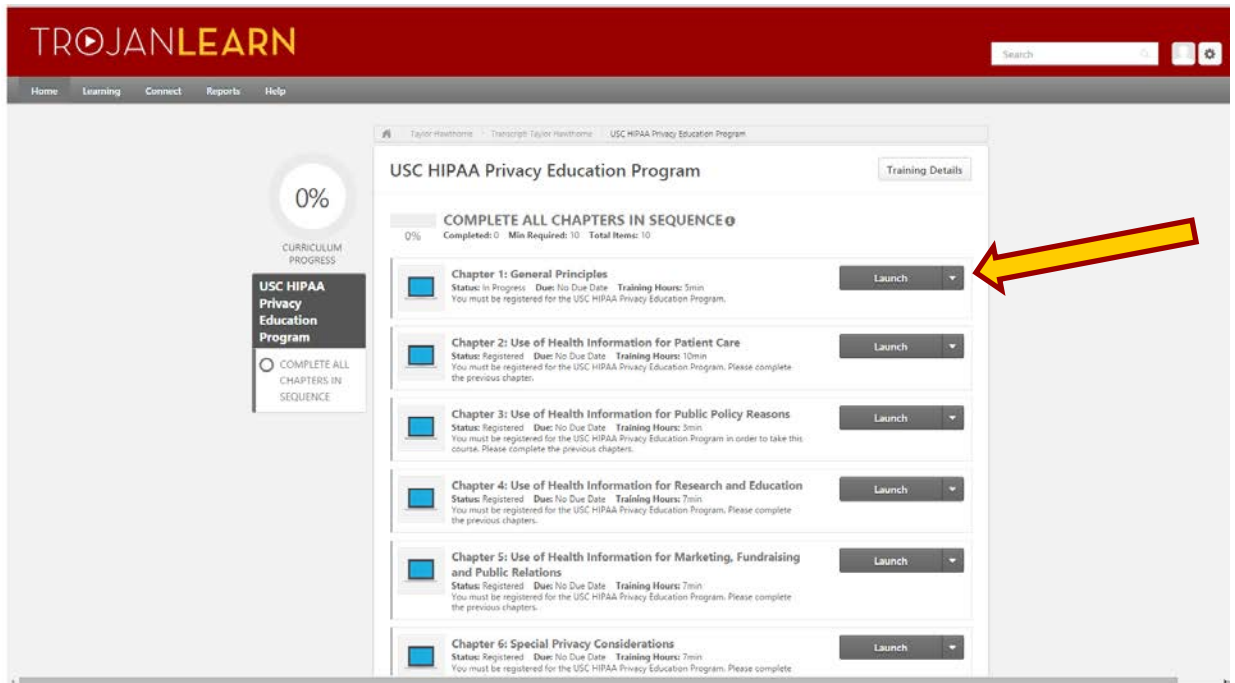 TROJANLEARN
Search
Home Learning Connect Reports Help
Taylor Hawthorne Transcript Taylor Hawthorne USC HIPAA Privacy Education Program
USC HIPAA Privacy Education Program
Training Details
0%
CURRICULUM
PROGRESS
USC HIPAA
Privacy
Education
Program
COMPLETE ALL
CHAPTERS IN
SEQUENCE
COMPLETE ALL CHAPTERS IN SEQUENCE
0% Completed: 0 Min Required: 10 Total Items: 10
Chapter 1: General Principles
Status: In Progress Due: No Due Date Training Hours: 5min
You must be registered for the USC HIPAA Privacy Education Program.
Launch
Chapter 2: Use of Health Information for Patient Care
Status: Registered Due: No Due Date Training Hours: 10min
You must be registered for the USC HIPAA Privacy Education Program. Please complete
the previous chapter.
Launch
Chapter 3: Use of Health Information for Public Policy Reasons
Status: Registered Due: No Due Date Training Hours:
You must be registered for the USC HIPAA Privacy Education Program in order to take this
course. Please complete the previous chapters.
Launch
Chapter 4: Use of Health Information for Research and Education
Status: Registered Due: No Due Date Training Hours: 7min
You must be registered for the USC HIPAA Privacy Education Program. Please complete
the previous chapters.
Launch
Chapter 5: Use of Health Information for Marketing, Fundraising
and Public Relations
Status: Registered Due: No Due Date Training Hours: 7min
You must be registered for the USC HIPAA Privacy Education Program. Please complete
the previous chapters.
Launch
Chapter 6: Special Privacy Considerations
Status: Registered Due: No Due Date Training Hours: 7min
You must be registered for the USC HIPAA Privacy Education Program. Please complete
Launch